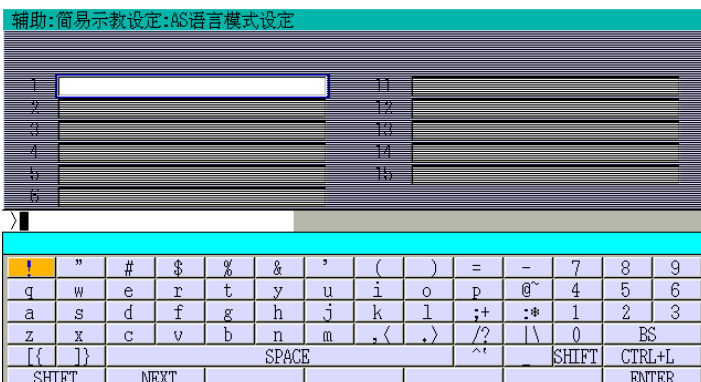 辅助:简易示教设定:AS语言模式设定
1 11
2 12
3 13
4 14
5 15
6
>
! " # $ % & ' ( ) = - 7 8 9
q w e r t y u i o p @~ 4 5 6
a s d f g h j k l ;+ :* 1 2 3
z x c v b n m ,< .> /? |\ 0 BS
[{ ]} SPACE ^` _ SHIFT CTRL+L
SHIFT NEXT ENTER